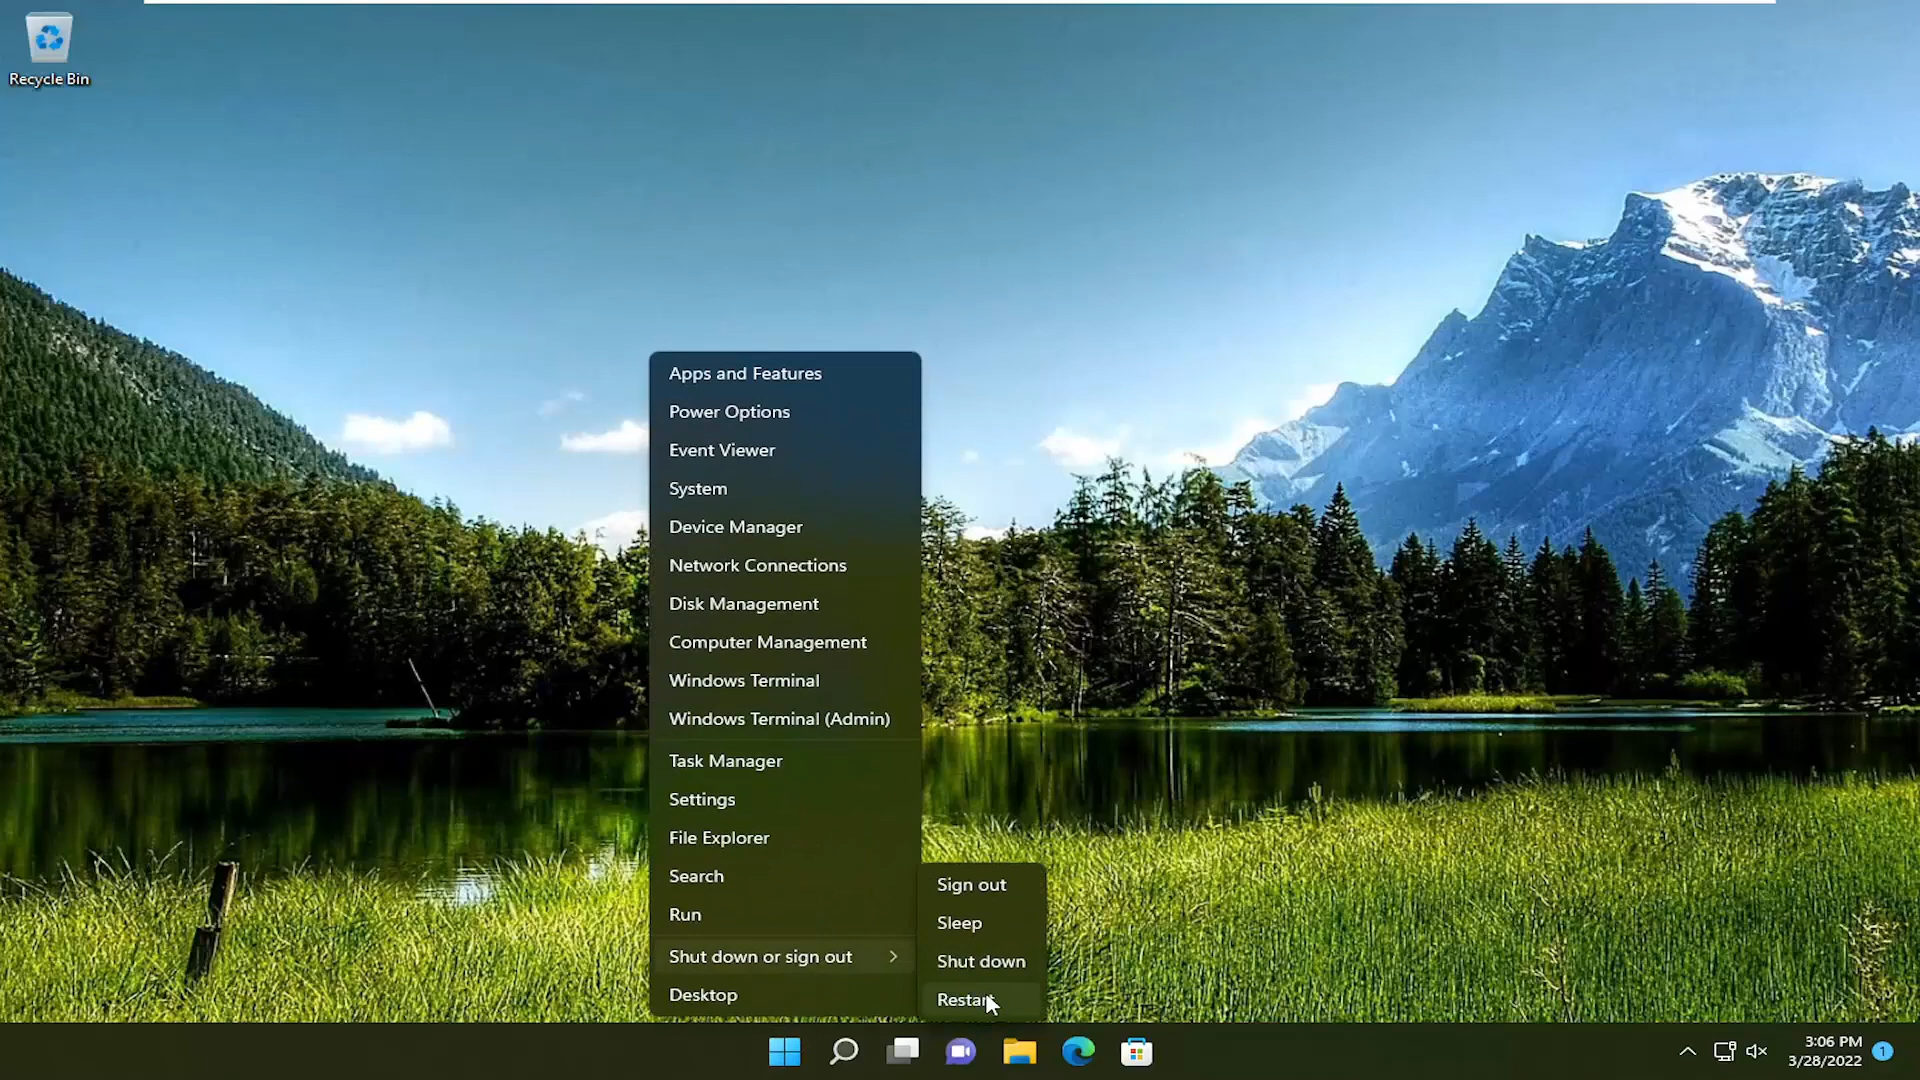 Recycle Bin
Apps and Features
Power Options
Event Viewer
System
Device Manager
Network Connections
Disk Management
Computer Management
Windows Terminal
Windows Terminal (Admin)
Task Manager
Settings
File Explorer
Search
Run
Shut down or sign out
Desktop
Sign out
Sleep
Shut down
Restart
3:06 PM
3/28/2022
1